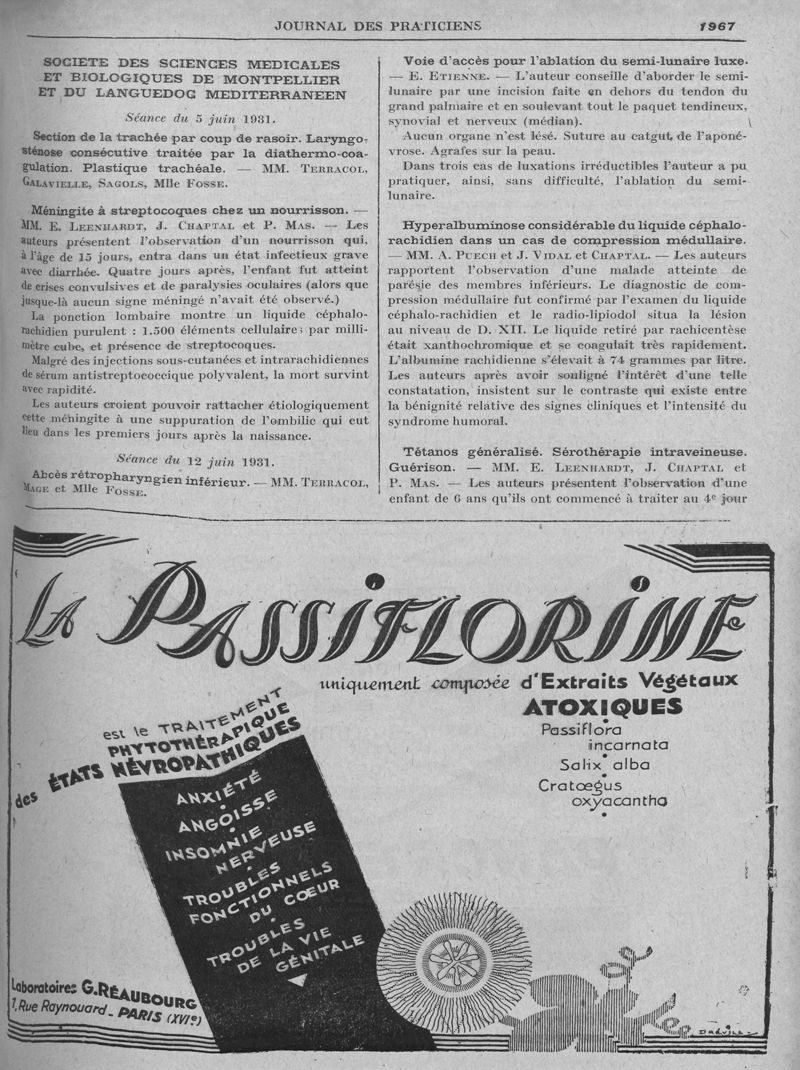 JOURNAL DES PRATICIENS 1967
SOCIETE DES SCIENCES MEDICALES
ET BIOLOGIQUES DE MONTPELLIER
ET DU LANGUEDOC MEDITERRANEEN
Séance du 5 juin 1931.
Section de la trachée par coup de rasoir. Laryngo-
sténose consécutive traitée par la diathermo-coa-
gulation. Plastique trachéale. — MM. TERRACOL,
GALAVIELLE, SAGOLS, Mlle FOSSE.
Méningite à streptocoques chez un nourrisson. —
MM. E. LEENHARDT, J. CHAPTAL et P. MAS. — Les
auteurs présentent l'observation d'un nourrisson qui,
à l'âge de 15 jours, entra dans un état infectieux grave
avec diarrhée. Quatre jours après, l'enfant fut atteint
de crises convulsives et de paralysies oculaires (alors que
jusque-là aucun signe méningé n'avait été observé.)
La ponction lombaire montre un liquide céphalo-
rachidien purulent : 1.500 éléments cellulaires par milli-
mètre cube, et présence de streptocoques.
Malgré des injections sous-cutanées et intrarachidiennes
de sérum antistreptococcique polyvalent, la mort survint
avec rapidité.
Les auteurs croient pouvoir rattacher étiologiquement
cette méningite à une suppuration de l'ombilic qui eut
lieu dans les premiers jours après la naissance.
Séance du 12 juin 1931.
Abcès rétropharyngien inférieur. — MM. TERRACOL,
MAGE et Mlle FOSSE.
Voie d'accès pour l'ablation du semi-lunaire luxe.
— E. ETIENNE. — L'auteur conseille d'aborder le semi-
lunaire par une incision faite en dehors du tendon du
grand palmaire et en soulevant tout le paquet tendineux,
synovial et nerveux (médian).
Aucun organe n'est lésé. Suture au catgut de l'aponé-
vrose. Agrafes sur la peau.
Dans trois cas de luxations irréductibles l'auteur a pu
pratiquer, ainsi, sans difficulté, l'ablation du semi-
lunaire.
Hyperalbuminose considérable du liquide céphalo-
rachidien dans un cas de compression médullaire.
— MM. A. PUECH et J. VIDAL et CHAPTAL. — Les auteurs
rapportent l'observation d'une malade atteinte de
parésie des membres inférieurs. Le diagnostic de com-
pression médullaire fut confirmé par l'examen du liquide
céphalo-rachidien et le radio-lipiodol situa la lésion
au niveau de D. XII. Le liquide retiré par rachicentèse
était xanthochromique et se coagulait très rapidement.
L'albumine rachidienne s'élevait à 74 grammes par litre.
Les auteurs après avoir souligné l'intérêt d'une telle
constatation, insistent sur le contraste qui existe entre
la bénignité relative des signes cliniques et l'intensité du
syndrome humoral.
Tétanos généralisé. Sérothérapie intraveineuse.
Guérison. — MM. E. LEENHARDT, J. CHAPTAL et
P. MAS. — Les auteurs présentent l'observation d'une
enfant de 6 ans qu'ils ont commencé à traiter au 4e jour
LA PASSIFLORINE
uniquement composée d'Extraits Végétaux
ATOXIQUES
Passiflora
incarnata
Salix alba
Cratœgus
oxyacantha
est le TRAITEMENT
PHYTOTHÉRAPIQUE
des ÉTATS NÉVROPATHIQUES
ANXIÉTÉ
ANGOISSE
INSOMNIE
NERVEUSE
TROUBLES
FONCTIONNELS
DU CŒUR
TROUBLES
DE LA VIE
GÉNITALE
Laboratoires G.RÉAUBOURG
1, Rue Raynouard _ PARIS (XVIe)
DRÉVILL